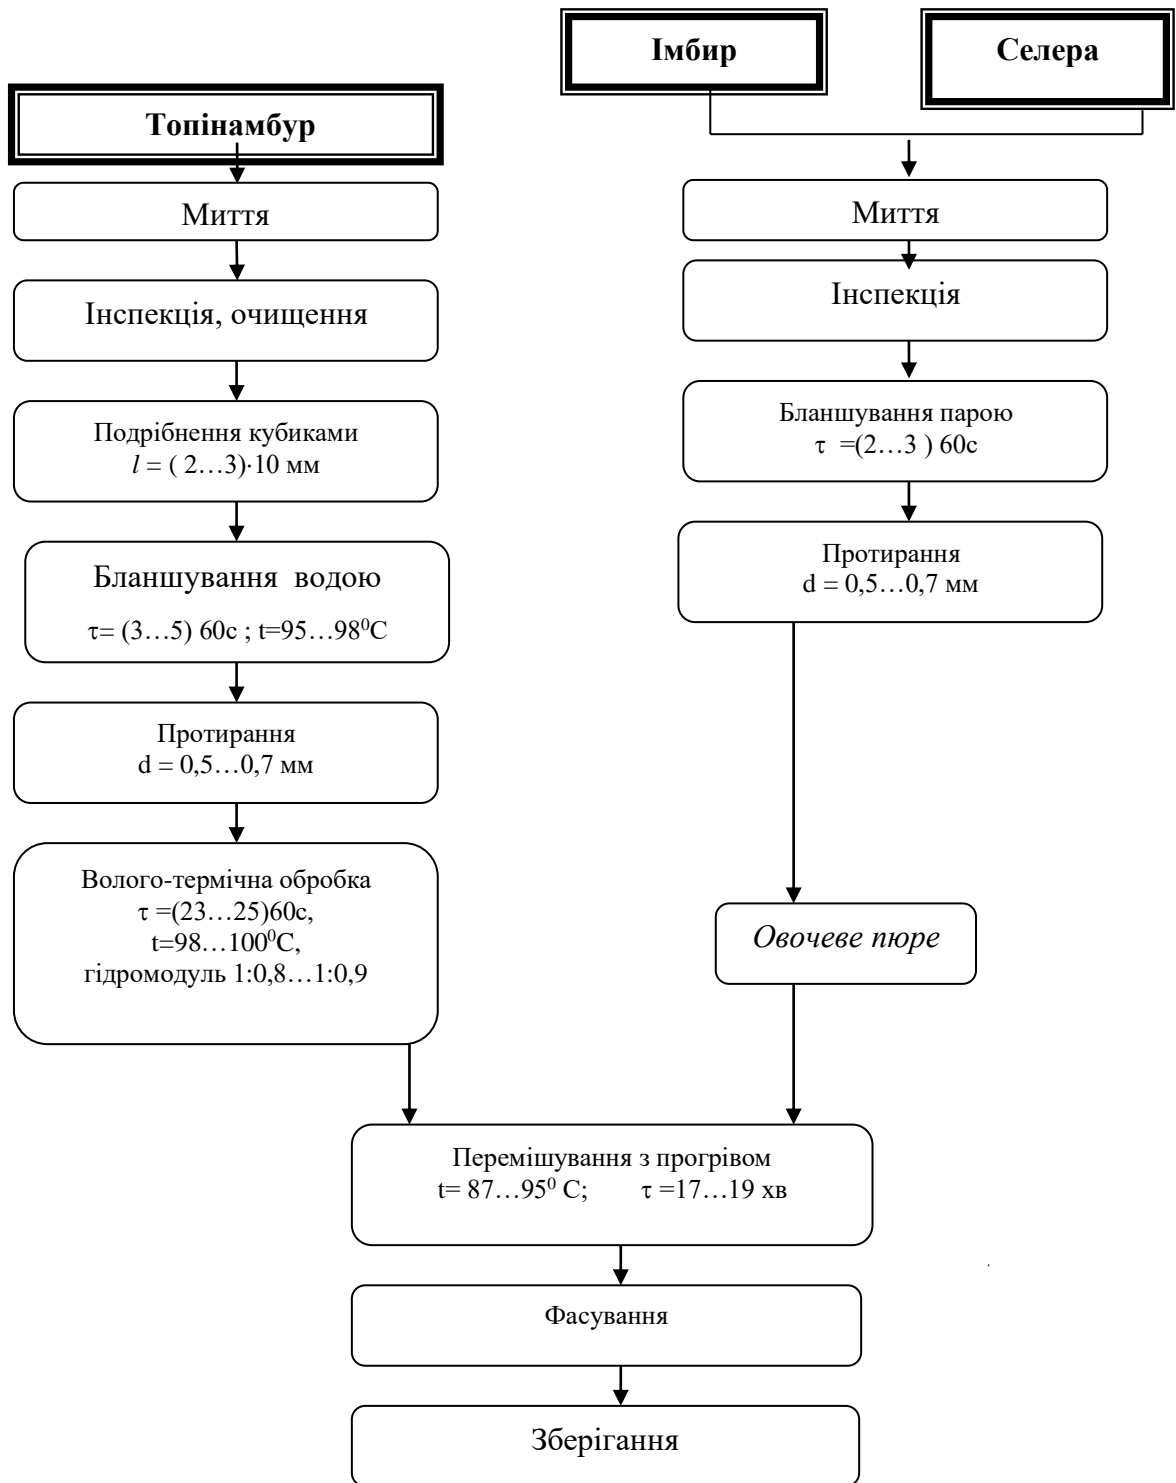 Імбир
Селера
Топінамбур
Миття
Інспекція, очищення
Подрібнення кубиками
l = ( 2…3)·10 мм
Бланшування водою
τ= (3…5) 60с ; t=95…98⁰С
Протирання
d = 0,5…0,7 мм
Волого-термічна обробка
τ =(23…25)60с,
t=98…100⁰С,
гідромодуль 1:0,8…1:0,9
Миття
Інспекція
Бланшування парою
τ =(2…3 ) 60с
Протирання
d = 0,5…0,7 мм
Овочеве пюре
Перемішування з прогрівом
t= 87…95⁰ С; τ =17…19 хв
Фасування
Зберігання